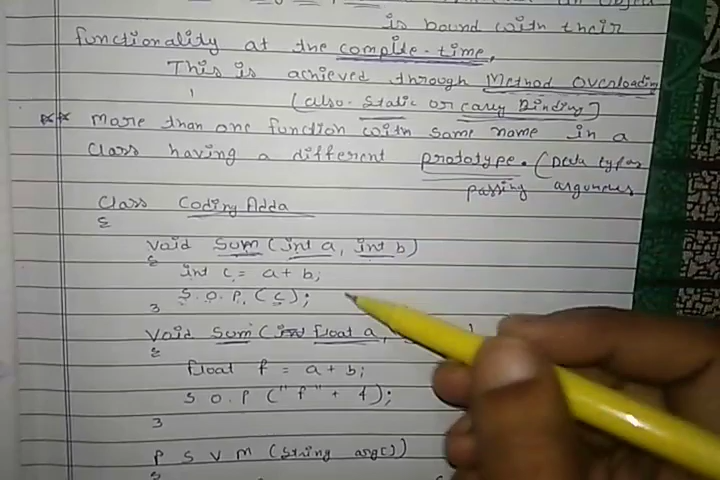 is bound with their
functionality at the compile-time.
This is achieved through Method Overloading
(also Static or early Binding)
** More than one function with same name in a
class having a different prototype. (Data types
passing arguments
Class Coding Adda
{
Void Sum (int a, int b)
{
int c = a + b;
S.O.P. (c);
}
Void Sum (float a,
{
float f = a + b;
S O.P ("f" + f);
}
P S V M (String arg[])
{